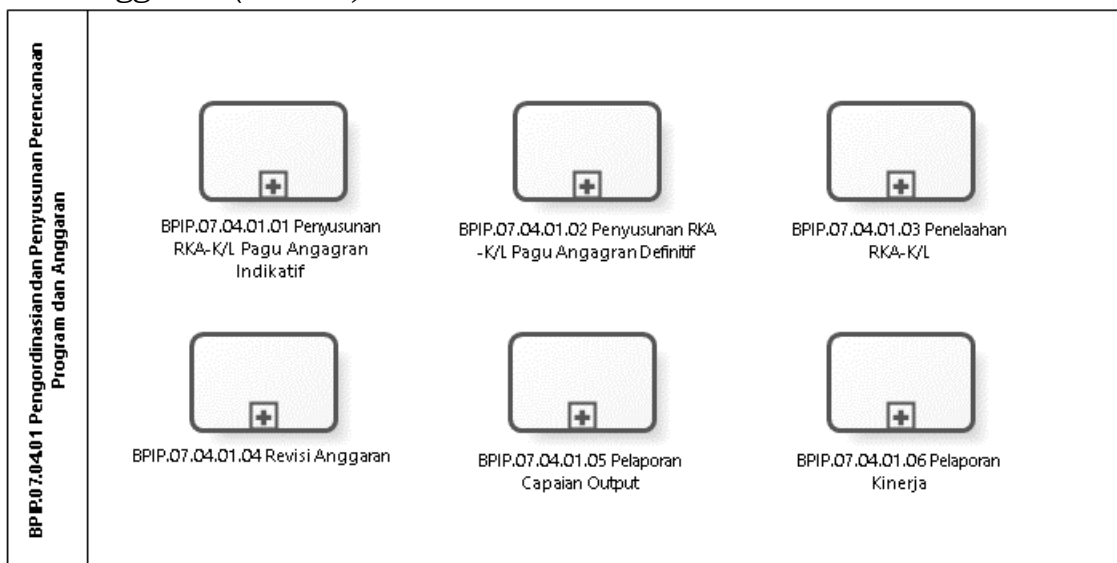 BPIP.07.04.01 Pengordinasian dan Penyusunan Perencanaan
Program dan Anggaran
BPIP.07.04.01.01 Penyusunan
RKA-K/L Pagu Angagran
Indikatif
BPIP.07.04.01.02 Penyusunan RKA
-K/L Pagu Angagran Definitif
BPIP.07.04.01.03 Penelaahan
RKA-K/L
BPIP.07.04.01.04 Revisi Anggaran
BPIP.07.04.01.05 Pelaporan
Capaian Output
BPIP.07.04.01.06 Pelaporan
Kinerja